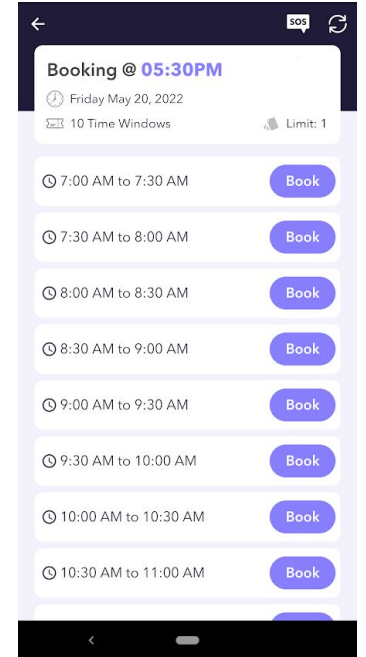 SOS
Booking @ 05:30PM
Friday May 20, 2022
10 Time Windows Limit: 1
7:00 AM to 7:30 AM Book
7:30 AM to 8:00 AM Book
8:00 AM to 8:30 AM Book
8:30 AM to 9:00 AM Book
9:00 AM to 9:30 AM Book
9:30 AM to 10:00 AM Book
10:00 AM to 10:30 AM Book
10:30 AM to 11:00 AM Book